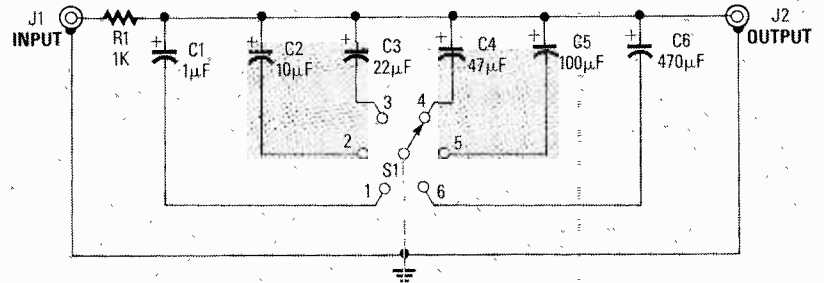 J1
INPUT
R1
1K
+
C1
1µF
+
C2
10µF
+
C3
22µF
+
C4
47µF
+
C5
100µF
+
C6
470µF
J2
OUTPUT
3
4
2
5
S1
1
6